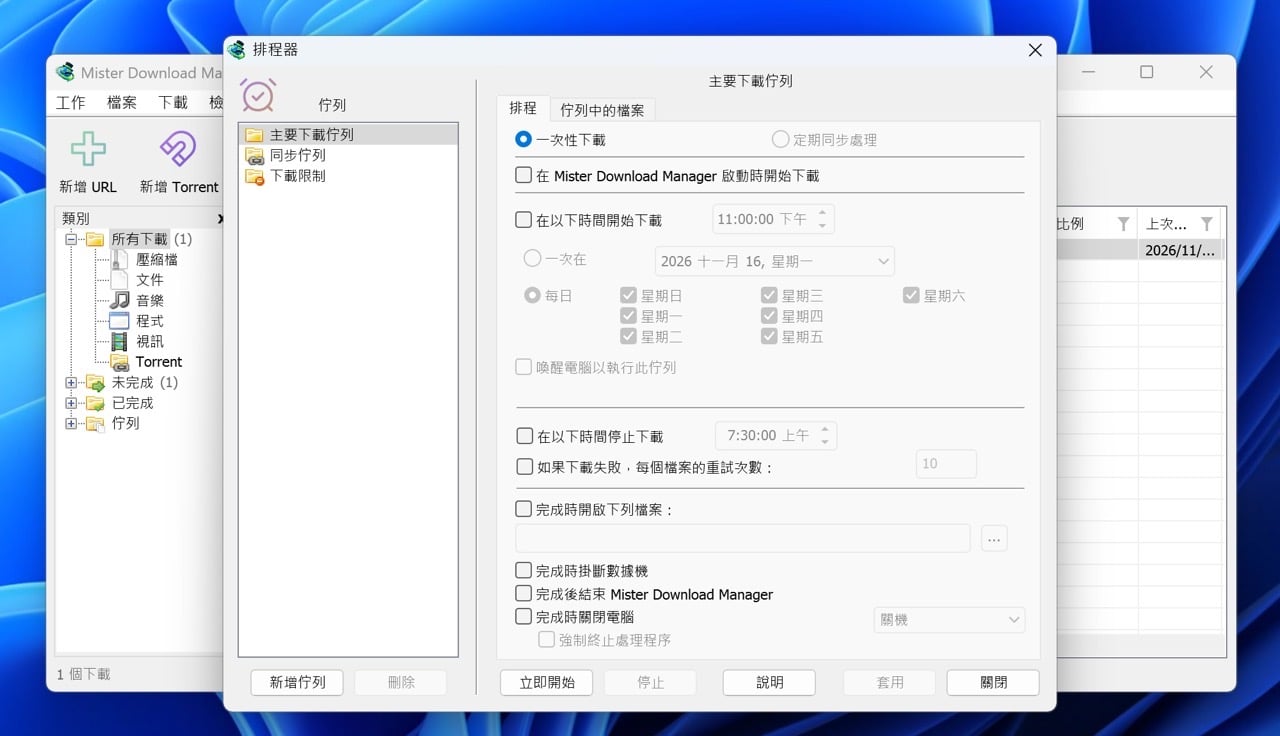 排程器
Mister Download Ma
工作 檔案 下載 檢
新增 URL 新增 Torrent
類別
所有下載 (1)
壓縮檔
文件
音樂
程式
視訊
Torrent
未完成 (1)
已完成
佇列
1 個下載
佇列
主要下載佇列
同步佇列
下載限制
新增佇列 刪除
主要下載佇列
排程 佇列中的檔案
一次性下載 定期同步處理
在 Mister Download Manager 啟動時開始下載
在以下時間開始下載 11:00:00 下午
一次在 2026 十一月 16, 星期一
每日 星期日 星期三 星期六
星期一 星期四
星期二 星期五
喚醒電腦以執行此佇列
在以下時間停止下載 7:30:00 上午
如果下載失敗，每個檔案的重試次數： 10
完成時開啟下列檔案：
...
完成時掛斷數據機
完成後結束 Mister Download Manager
完成時關閉電腦 關機
強制終止處理程序
立即開始 停止 說明 套用 關閉
比例 上次...
2026/11/...